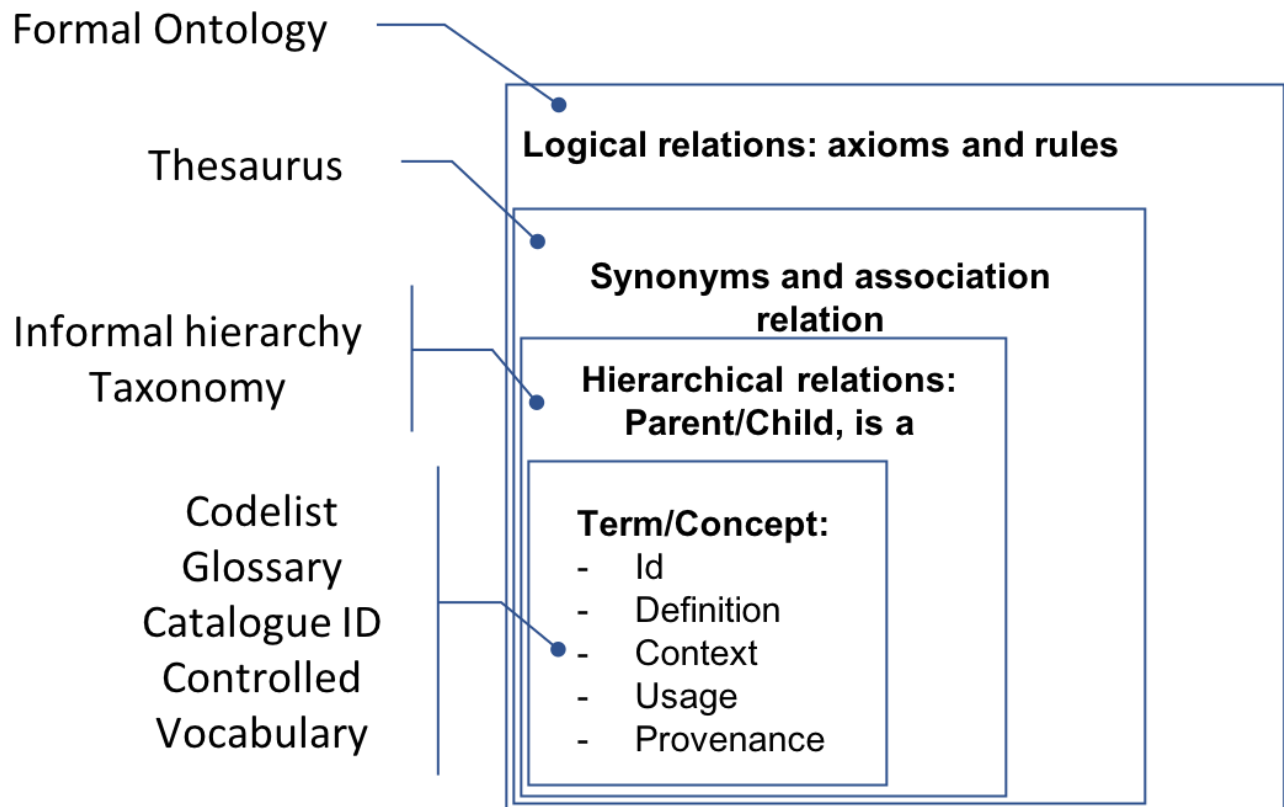 Formal Ontology
Logical relations: axioms and rules
Thesaurus
Synonyms and association
relation
Informal hierarchy
Taxonomy
Hierarchical relations:
Parent/Child, is a
Codelist
Glossary
Catalogue ID
Controlled
Vocabulary
Term/Concept:
- Id
- Definition
- Context
- Usage
- Provenance